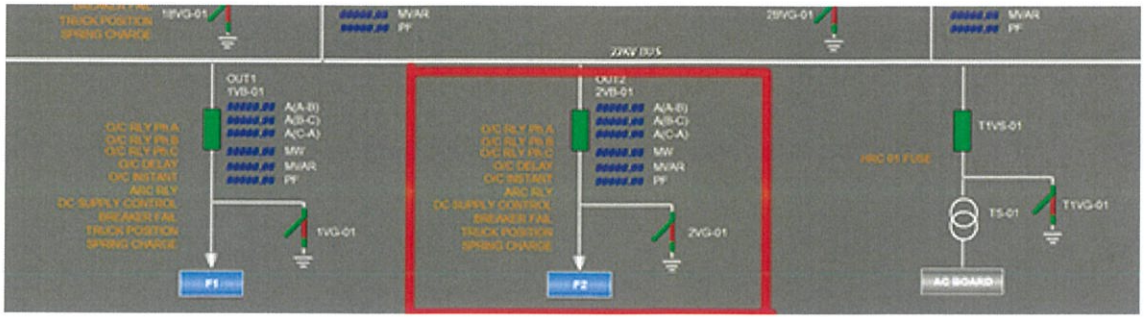 BREAKER FAIL
TRUCK POSITION
SPRING CHARGE
18VG-01
MVAR
PF
28VG-01
MVAR
PF
22KV BUS
OUT1
1VB-01
A(A-B)
A(B-C)
A(C-A)
MW
MVAR
PF
O/C RLY Ph.A
O/C RLY Ph.B
O/C RLY Ph.C
O/C DELAY
O/C INSTANT
ARC RLY
DC SUPPLY CONTROL
BREAKER FAIL
TRUCK POSITION
SPRING CHARGE
1VG-01
F1
OUT2
2VB-01
A(A-B)
A(B-C)
A(C-A)
MW
MVAR
PF
O/C RLY Ph.A
O/C RLY Ph.B
O/C RLY Ph.C
O/C DELAY
O/C INSTANT
ARC RLY
DC SUPPLY CONTROL
BREAKER FAIL
TRUCK POSITION
SPRING CHARGE
2VG-01
F2
T1VS-01
HRC 01 FUSE
TS-01
T1VG-01
AC BOARD